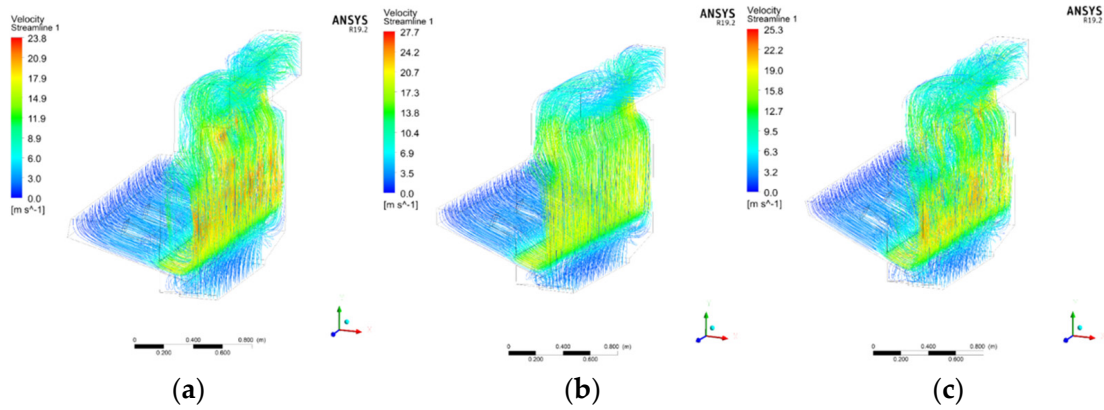 Velocity
Streamline 1
23.8
20.9
17.9
14.9
11.9
8.9
6.0
3.0
0.0
[m s^-1]
ANSYS
R19.2
0 0.400 0.800 (m)
0.200 0.600
(a)
Velocity
Streamline 1
27.7
24.2
20.7
17.3
13.8
10.4
6.9
3.5
0.0
[m s^-1]
ANSYS
R19.2
0 0.400 0.800 (m)
0.200 0.600
(b)
Velocity
Streamline 1
25.3
22.2
19.0
15.8
12.7
9.5
6.3
3.2
0.0
[m s^-1]
ANSYS
R19.2
0 0.400 0.800 (m)
0.200 0.600
(c)